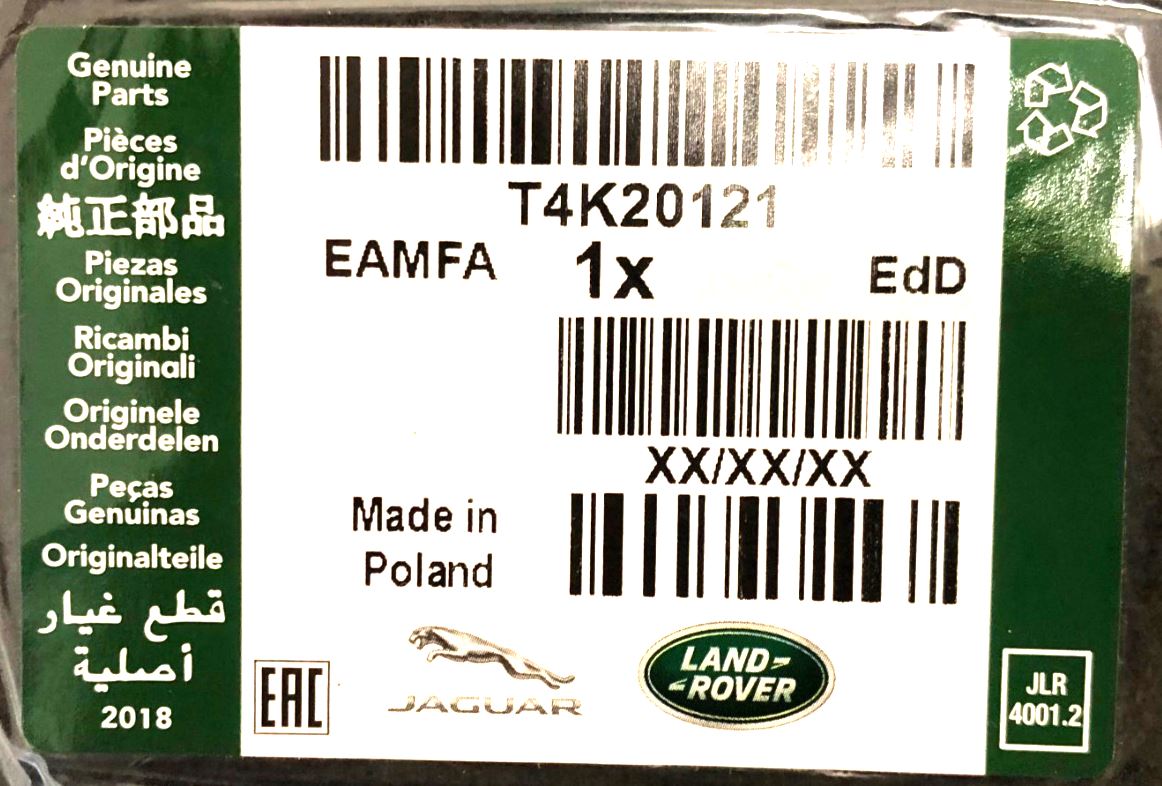 Genuine
Parts
Pièces
d'Origine
純正部品
Piezas
Originales
Ricambi
Originali
Originele
Onderdelen
Peças
Genuinas
Originalteile
قطع غيار
أصلية
2018
T4K20121
EAMFA 1x EdD
XX/XX/XX
Made in
Poland
EAC
JAGUAR
LAND-
-ROVER
JLR
4001.2